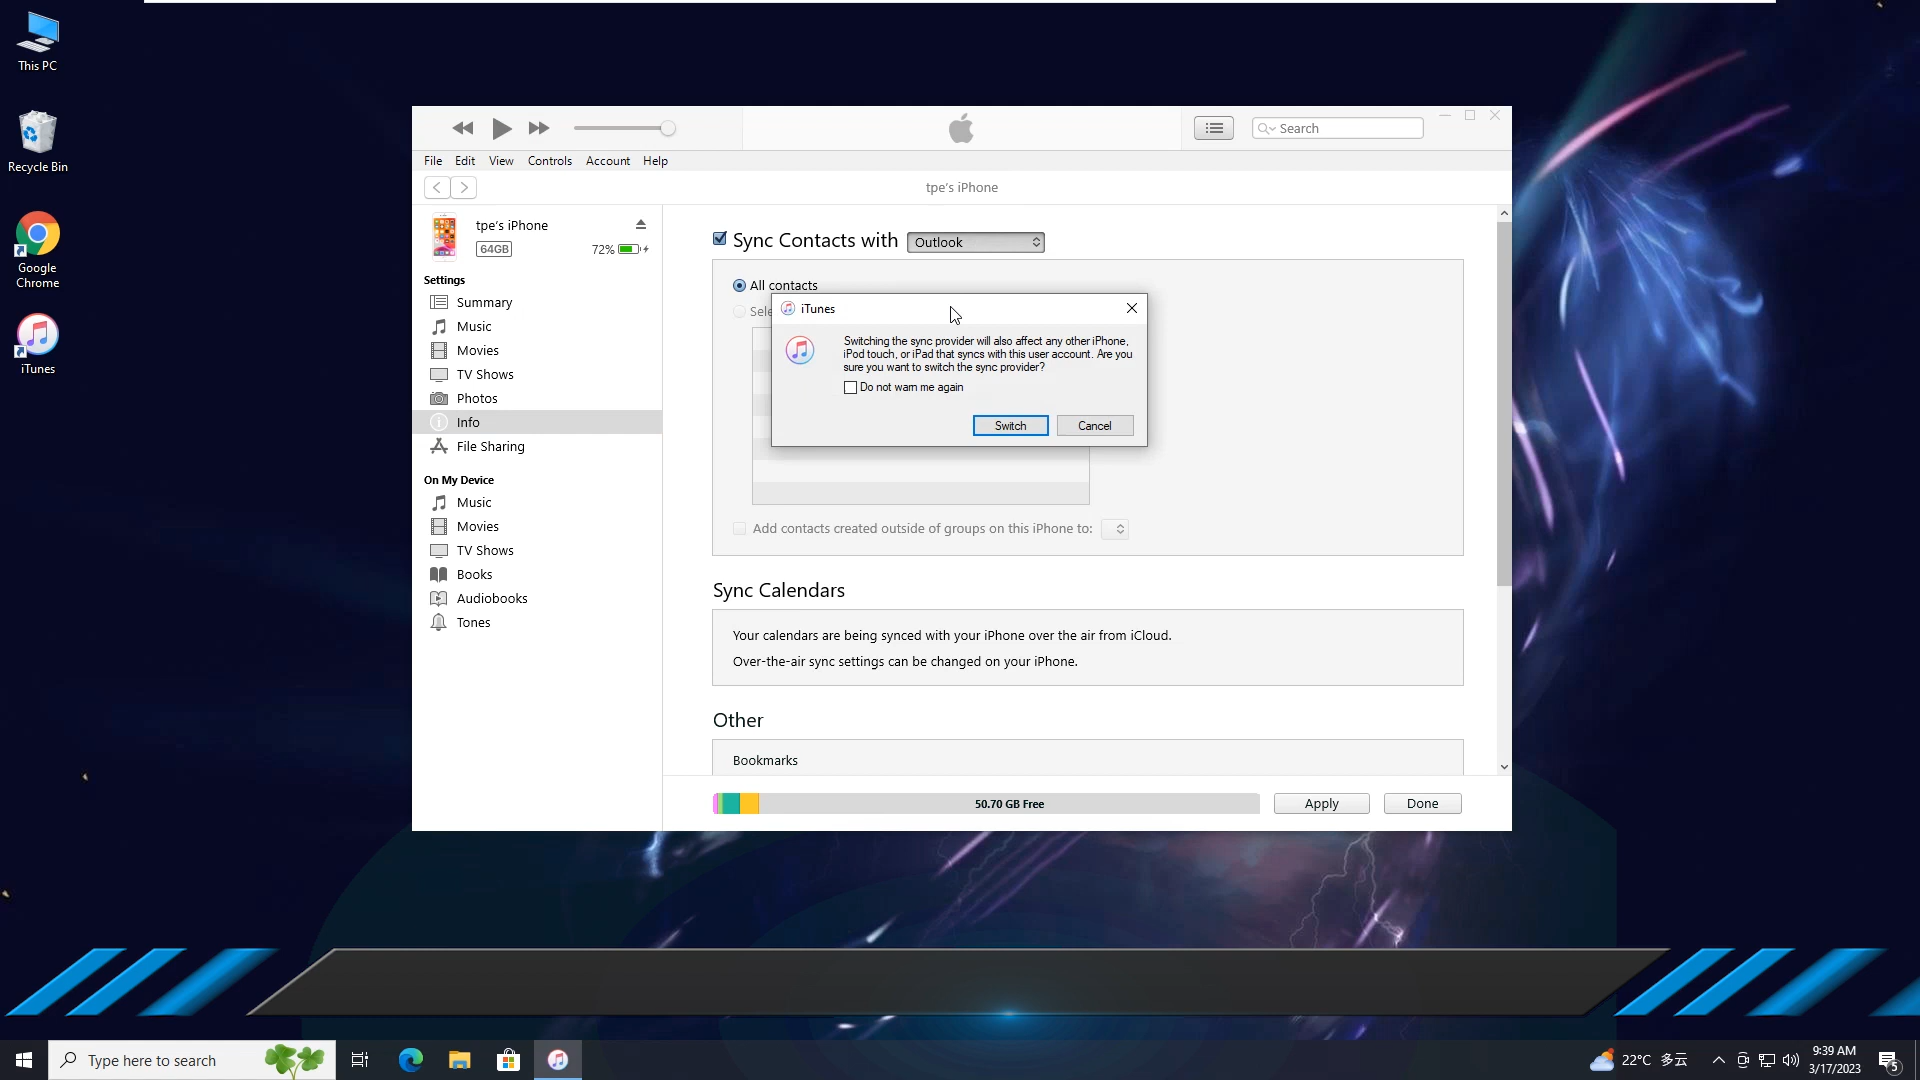 This PC
Recycle Bin
Google
Chrome
iTunes
Search
File Edit View Controls Account Help
tpe's iPhone
tpe's iPhone
64GB
72%
Settings
Summary
Music
Movies
TV Shows
Photos
Info
File Sharing
On My Device
Music
Movies
TV Shows
Books
Audiobooks
Tones
Sync Contacts with Outlook
All contacts
Sele
iTunes
Switching the sync provider will also affect any other iPhone,
iPod touch, or iPad that syncs with this user account. Are you
sure you want to switch the sync provider?
Do not warn me again
Switch
Cancel
Add contacts created outside of groups on this iPhone to:
Sync Calendars
Your calendars are being synced with your iPhone over the air from iCloud.
Over-the-air sync settings can be changed on your iPhone.
Other
Bookmarks
50.70 GB Free
Apply
Done
Type here to search
22°C 多云
9:39 AM
3/17/2023
5